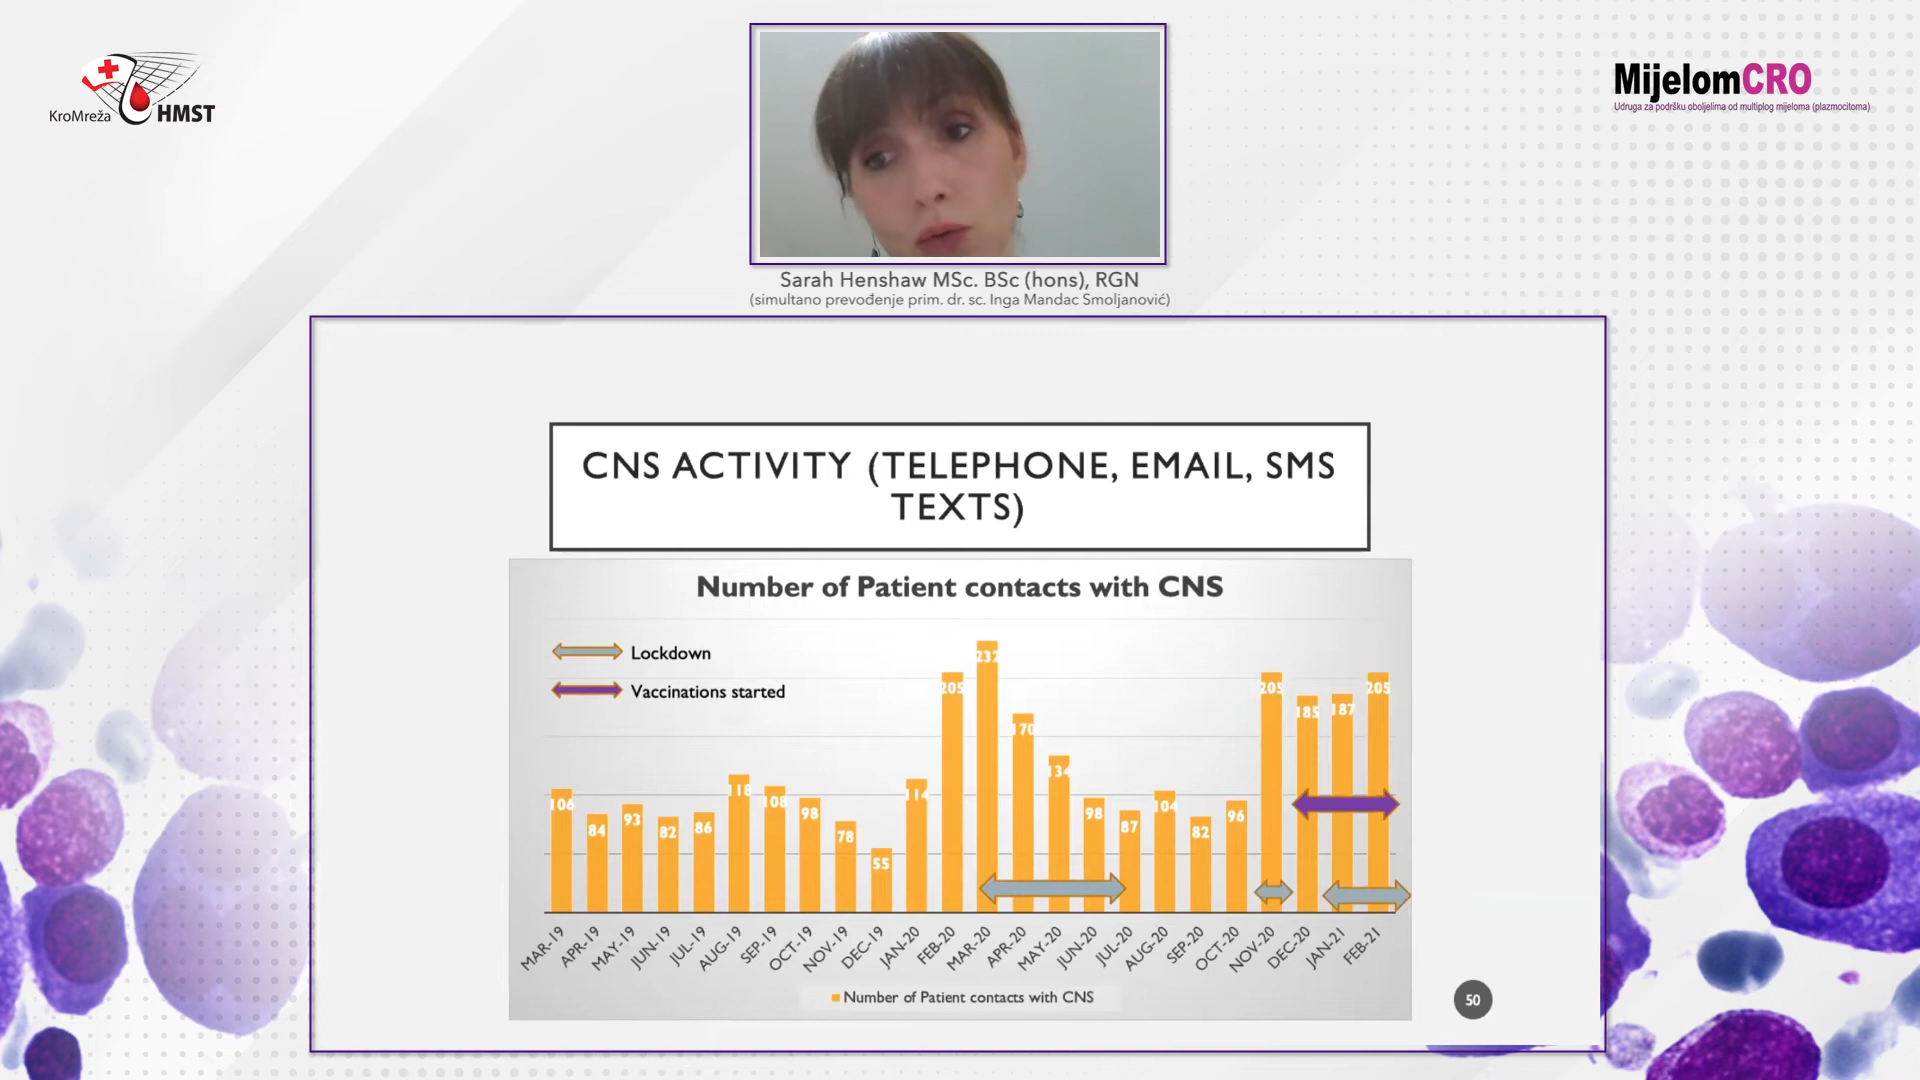 KroMreža HMST
MijelomCRO
Udruga za podršku oboljelima od multiplog mijeloma (plazmocitoma)
Sarah Henshaw MSc. BSc (hons), RGN
(simultano prevođenje prim. dr. sc. Inga Mandac Smoljanović)
CNS ACTIVITY (TELEPHONE, EMAIL, SMS
TEXTS)
Number of Patient contacts with CNS
Lockdown
Vaccinations started
106 84 93 82 86 118 108 98 78 55 114 205 232 170 134 98 87 104 82 96 205 185 187 205
MAR-19 APR-19 MAY-19 JUN-19 JUL-19 AUG-19 SEP-19 OCT-19 NOV-19 DEC-19 JAN-20 FEB-20 MAR-20 APR-20 MAY-20 JUN-20 JUL-20 AUG-20 SEP-20 OCT-20 NOV-20 DEC-20 JAN-21 FEB-21
Number of Patient contacts with CNS
50